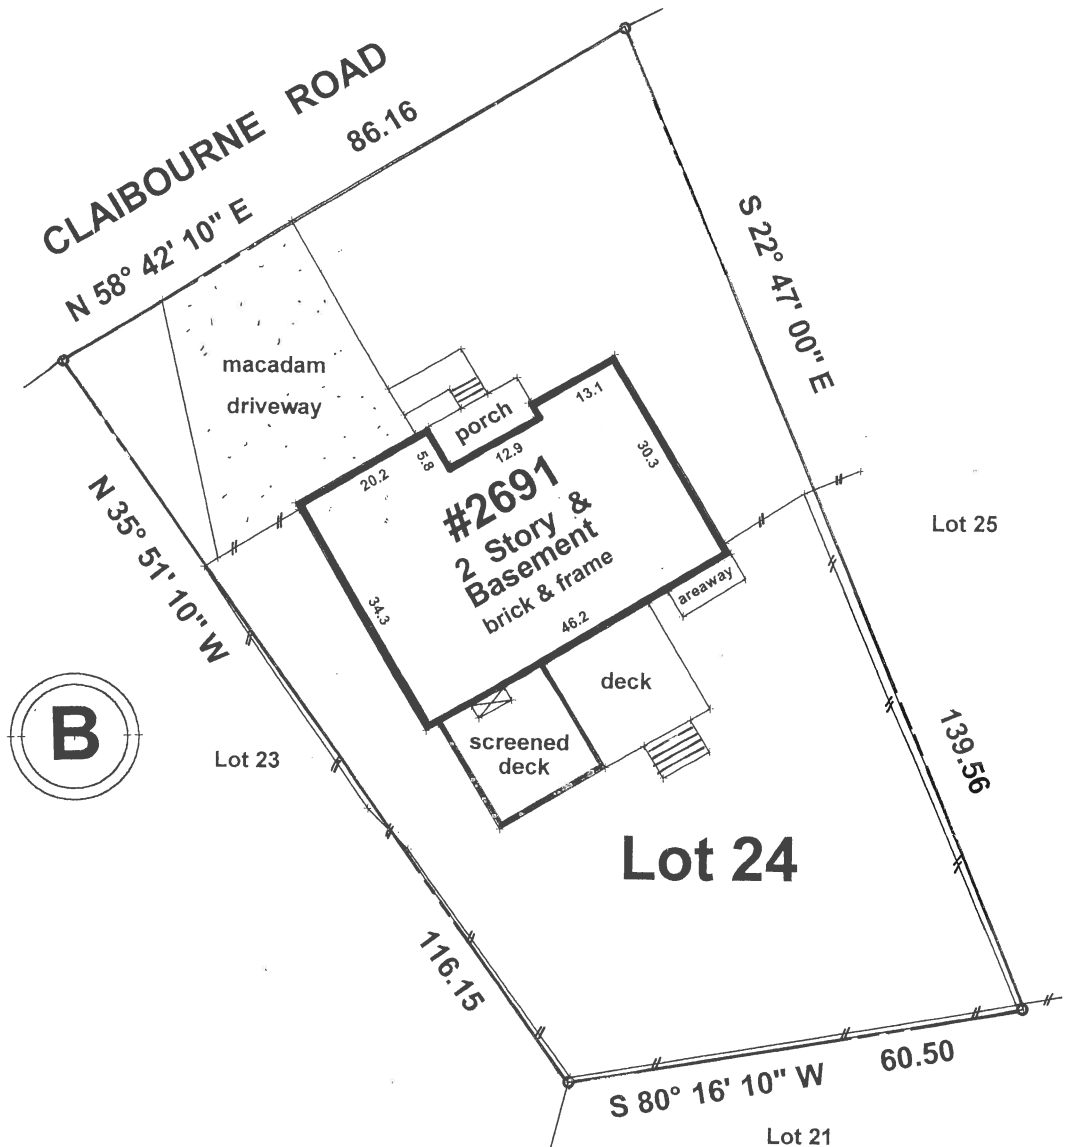 CLAIBOURNE ROAD
86.16
N 58° 42' 10" E
S 22° 47' 00" E
macadam
driveway
porch
13.1
20.2
5.8
12.9
30.3
#2691
2 Story &
Basement
brick & frame
N 35° 51' 10" W
Lot 25
34.3
46.2
areaway
deck
B
Lot 23
screened
deck
139.56
Lot 24
116.15
60.50
S 80° 16' 10" W
Lot 21